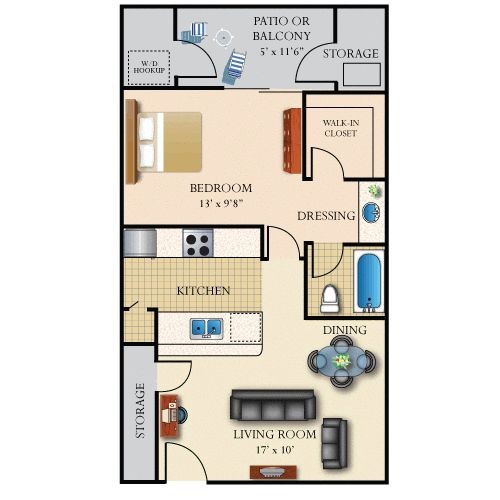 PATIO OR
BALCONY
5' x 11'6"
STORAGE
W/D
HOOKUP
WALK-IN
CLOSET
BEDROOM
13' x 9'8"
DRESSING
KITCHEN
DINING
STORAGE
LIVING ROOM
17' x 10'